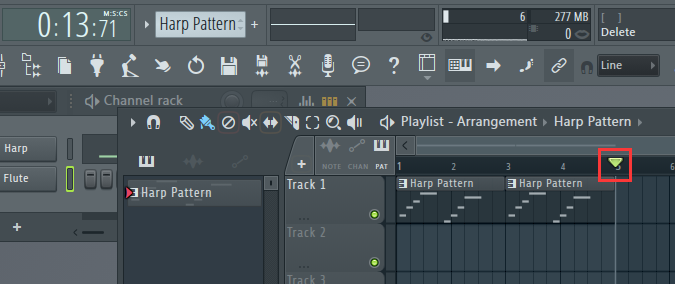 0:13:71 M:S:CS
Harp Pattern
+
6
277 MB
0
[ ]
Delete
Line
Channel rack
Playlist - Arrangement
Harp Pattern
Harp
Flute
+
+
NOTE CHAN PAT
1 2 3 4 5 6
Harp Pattern
Track 1
Harp Pattern Harp Pattern
...
Track 2
...
Track 3